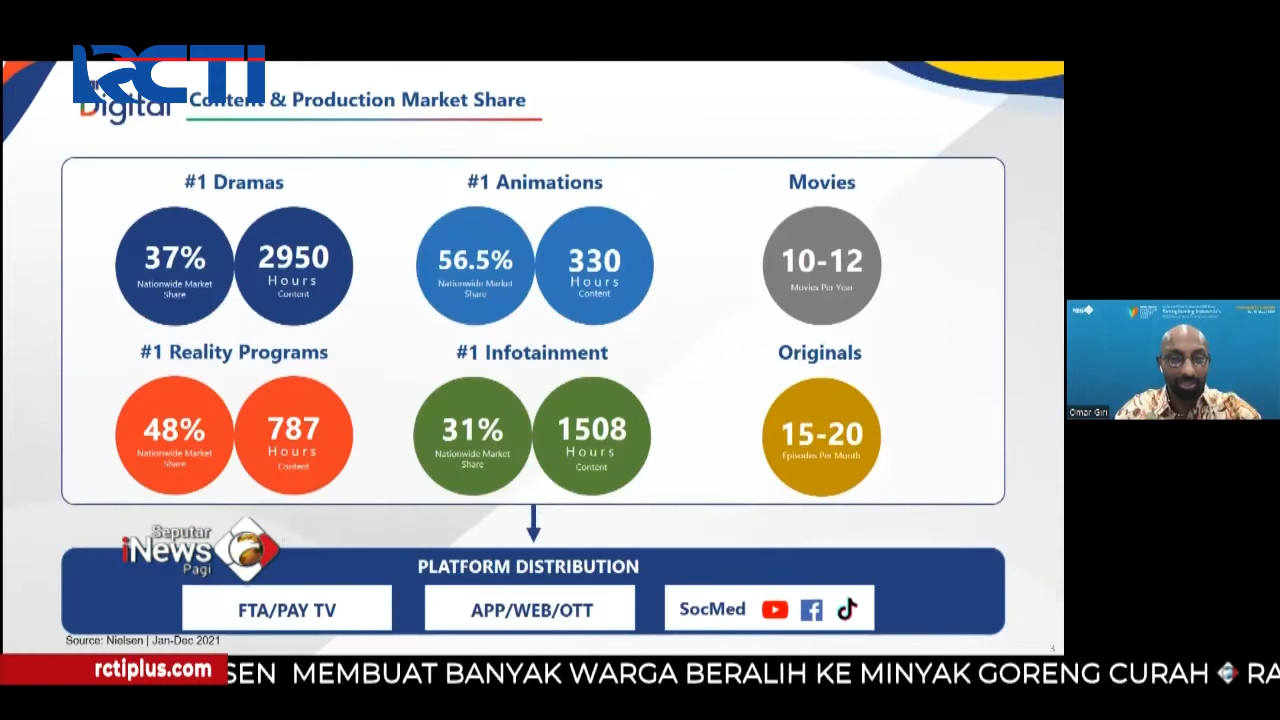 RCTI
Digital
Content & Production Market Share
#1 Dramas
37%
Nationwide Market
Share
2950
Hours
Content
#1 Animations
56.5%
Nationwide Market
Share
330
Hours
Content
Movies
10-12
Movies Per Year
#1 Reality Programs
48%
Nationwide Market
Share
787
Hours
Content
#1 Infotainment
31%
Nationwide Market
Share
1508
Hours
Content
Originals
15-20
Episodes Per Month
Omar Giri
Seputar
iNews
Pagi
PLATFORM DISTRIBUTION
FTA/PAY TV
APP/WEB/OTT
SocMed
Source: Nielsen | Jan-Dec 2021
3
rctiplus.com
SEN MEMBUAT BANYAK WARGA BERALIH KE MINYAK GORENG CURAH
RA